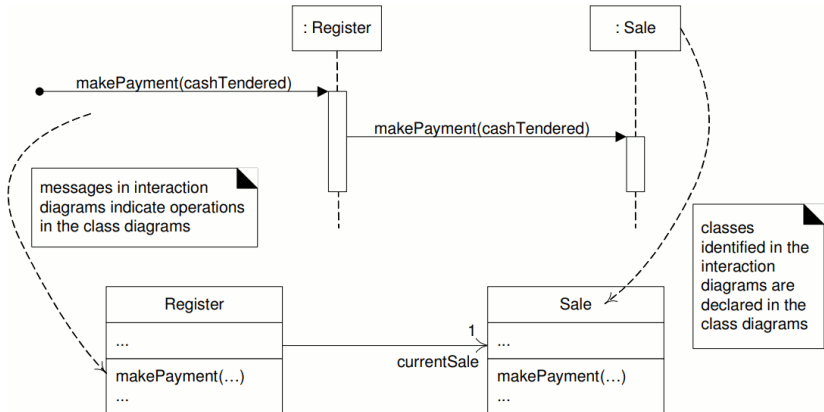 : Register
: Sale
makePayment(cashTendered)
makePayment(cashTendered)
messages in interaction
diagrams indicate operations
in the class diagrams
classes
identified in the
interaction
diagrams are
declared in the
class diagrams
Register
Sale
...
1
...
currentSale
makePayment(…)
makePayment(…)
...
...